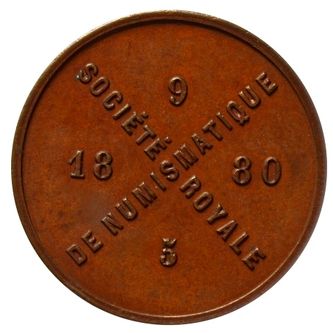 SOCIÉTÉ ROYALE
DE NUMISMATIQUE
9
18 80
5